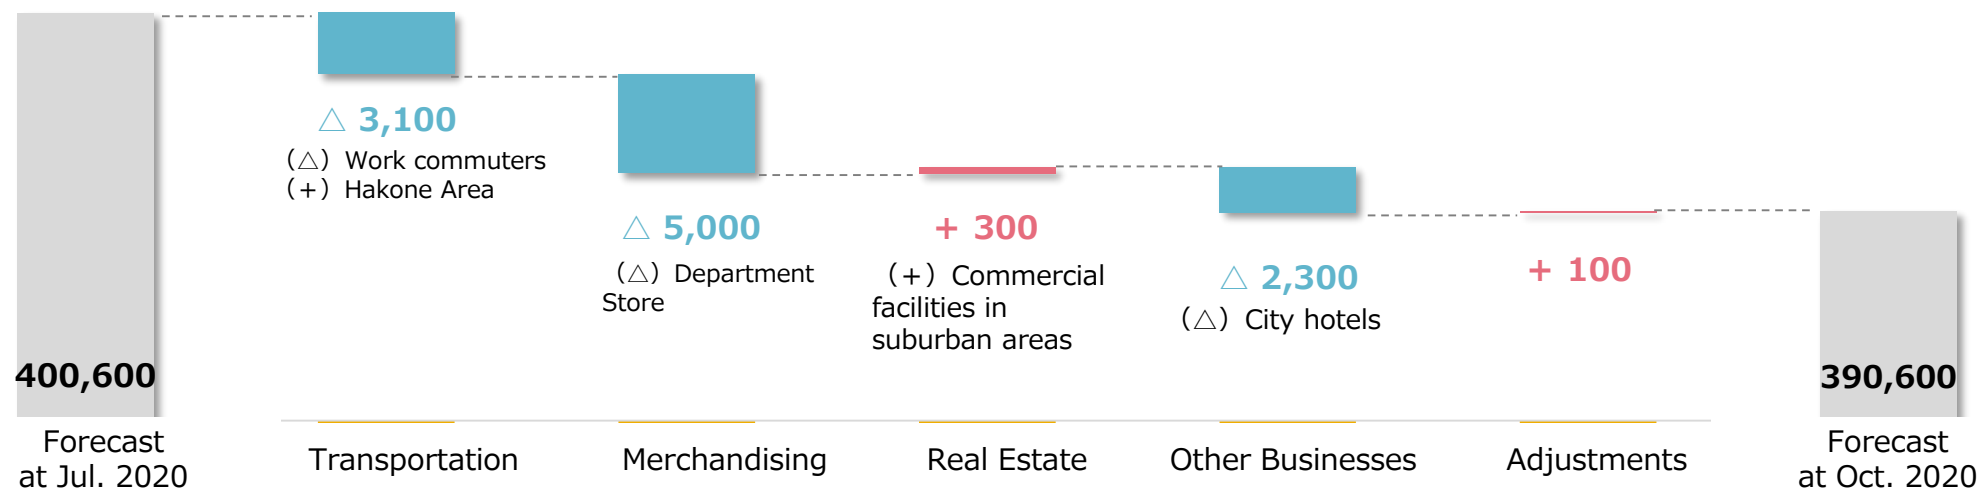 400,600
Forecast
at Jul. 2020
△ 3,100
（△）Work commuters
（+）Hakone Area
Transportation
△ 5,000
（△）Department
Store
Merchandising
+ 300
（+）Commercial
facilities in
suburban areas
Real Estate
△ 2,300
（△）City hotels
Other Businesses
+ 100
Adjustments
390,600
Forecast
at Oct. 2020